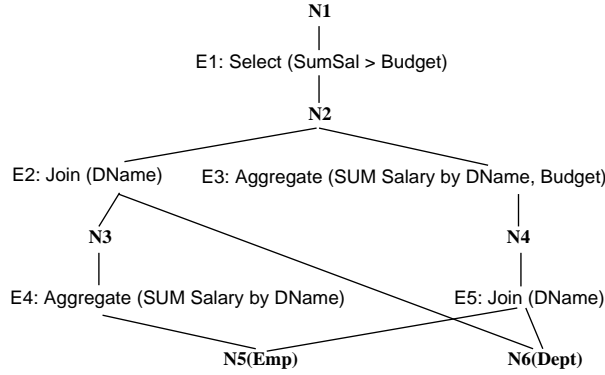 N1
E1: Select (SumSal > Budget)
N2
E2: Join (DName)
E3: Aggregate (SUM Salary by DName, Budget)
N3
N4
E4: Aggregate (SUM Salary by DName)
E5: Join (DName)
N5(Emp)
N6(Dept)